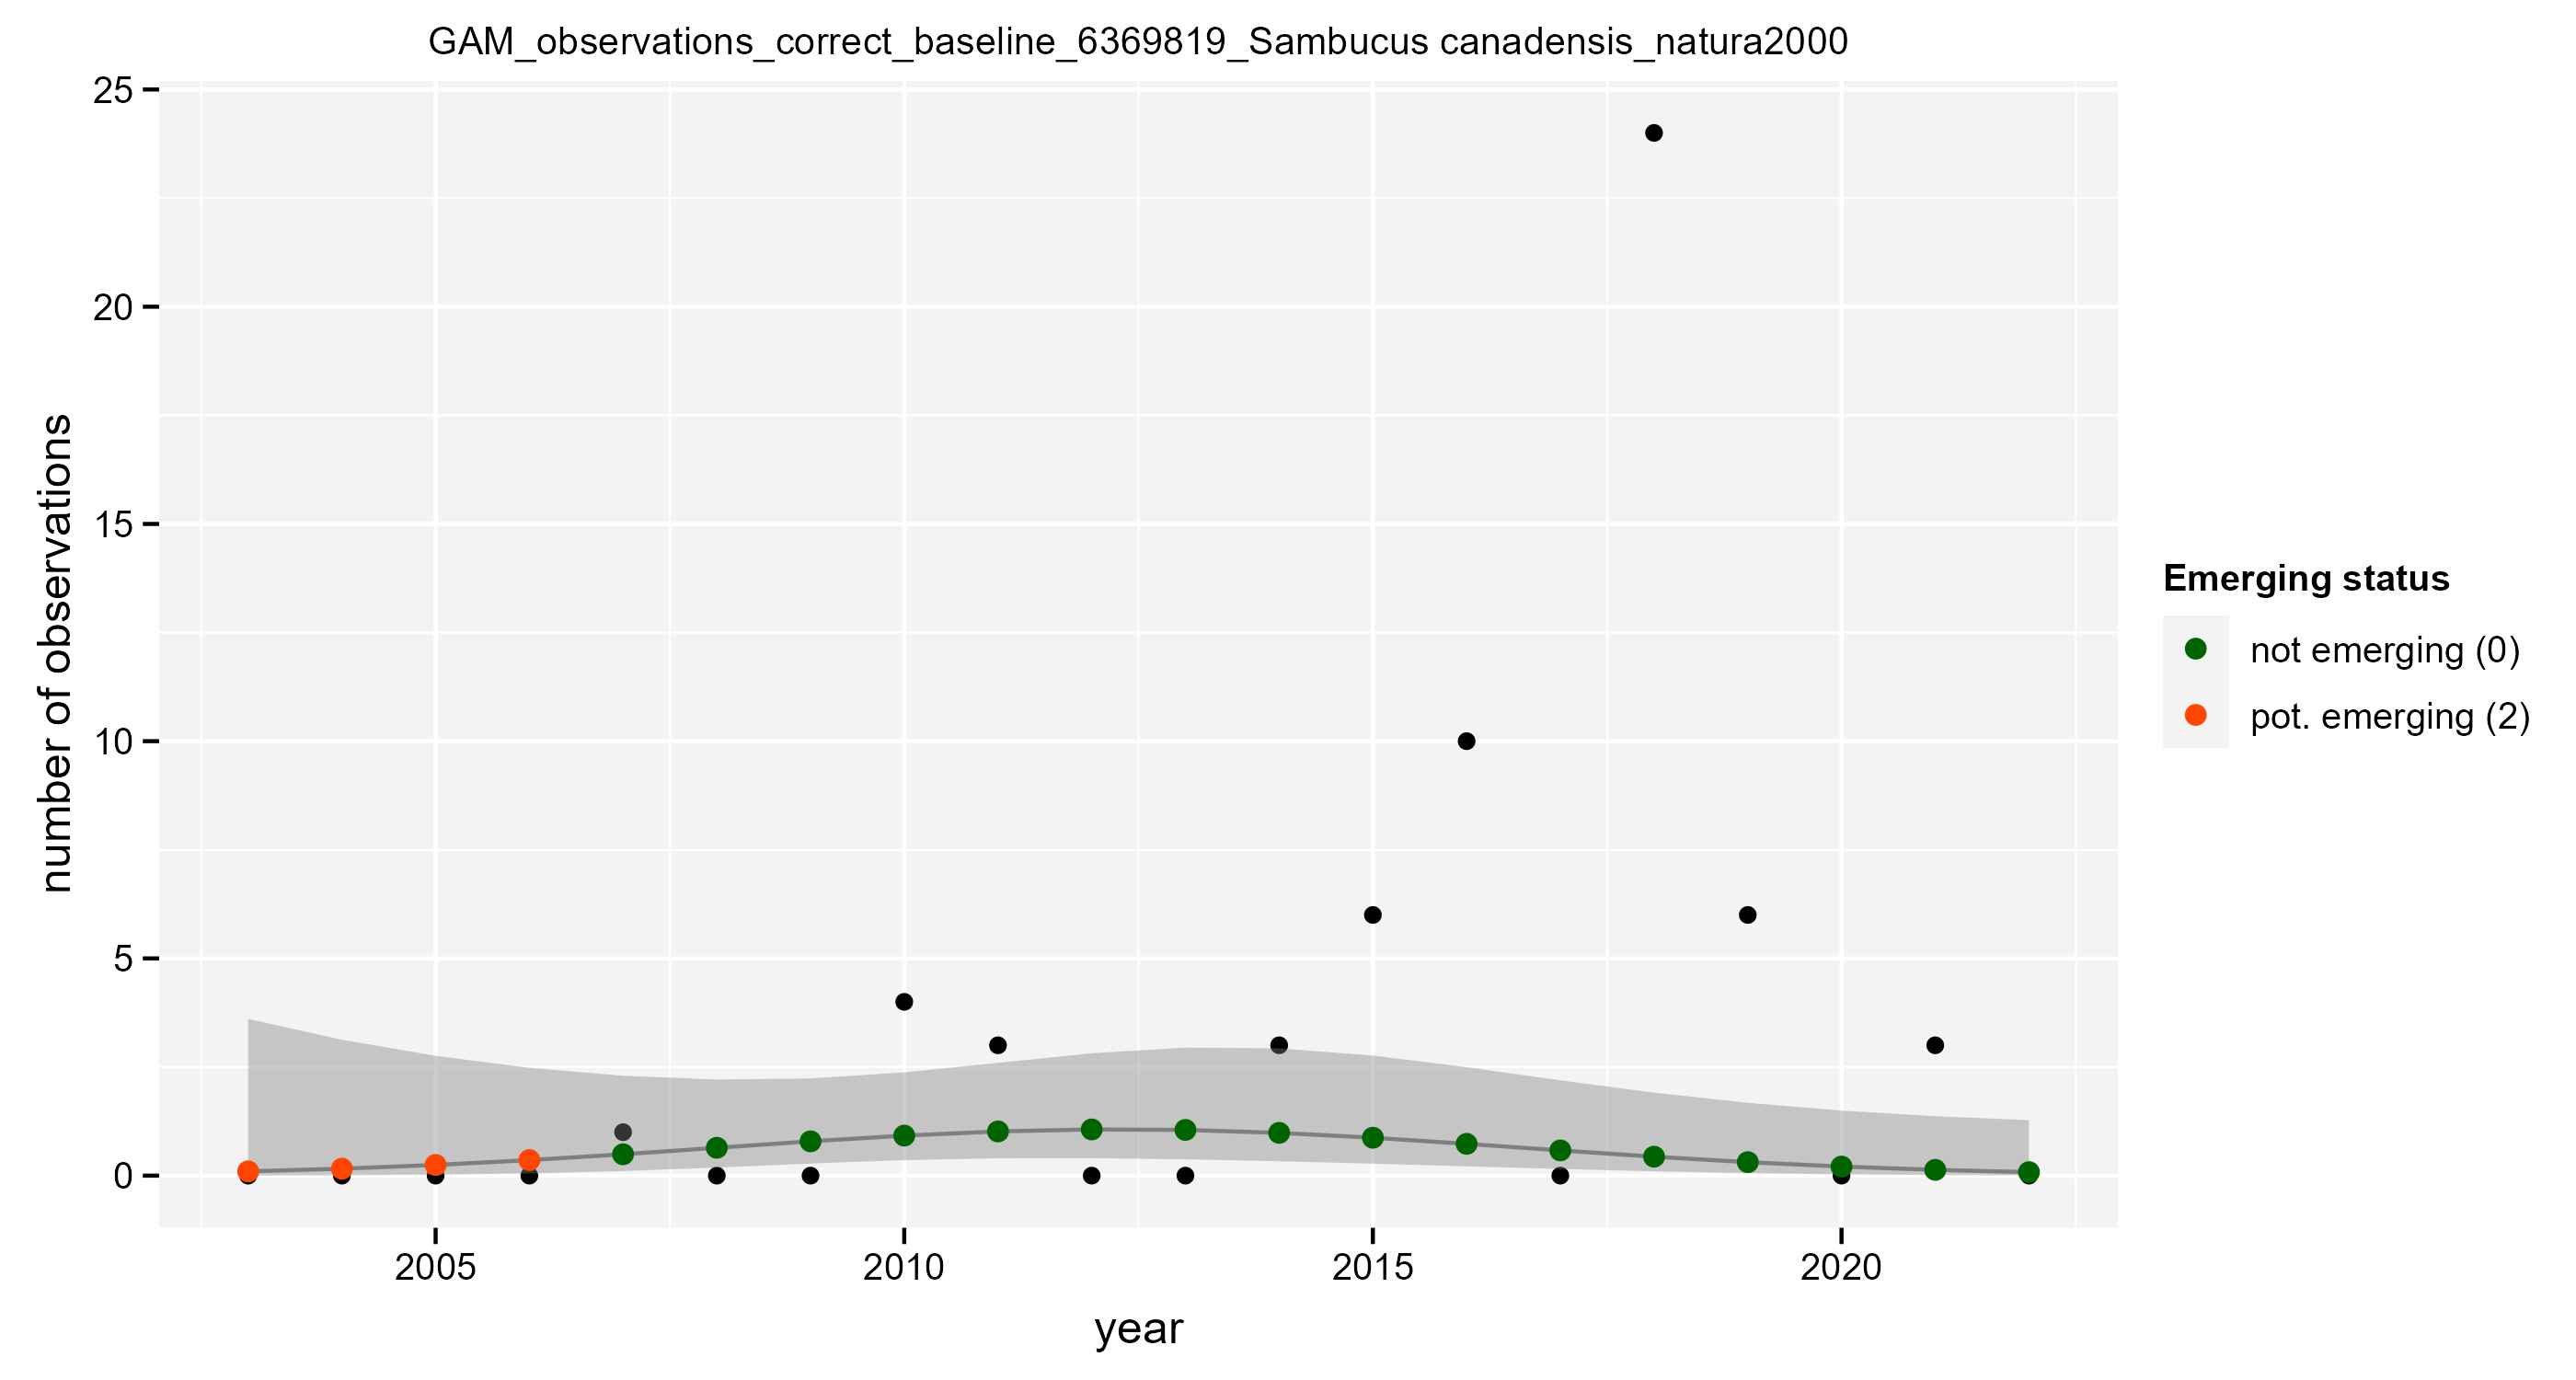 GAM_observations_correct_baseline_6369819_Sambucus canadensis_natura2000
25
20
15
10
5
0
number of observations
2005 2010 2015 2020
year
Emerging status
not emerging (0)
pot. emerging (2)